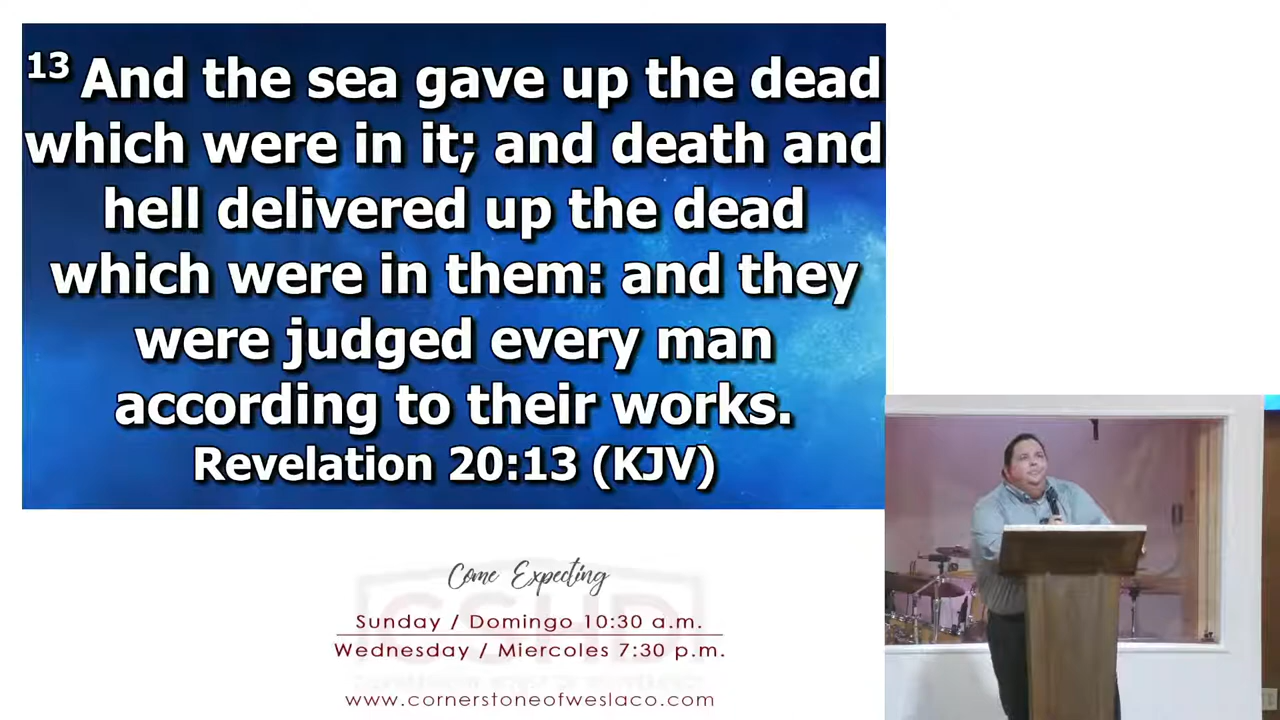 13 And the sea gave up the dead
which were in it; and death and
hell delivered up the dead
which were in them: and they
were judged every man
according to their works.
Revelation 20:13 (KJV)
Come Expecting
Sunday / Domingo 10:30 a.m.
Wednesday / Miercoles 7:30 p.m.
www.cornerstoneofweslaco.com